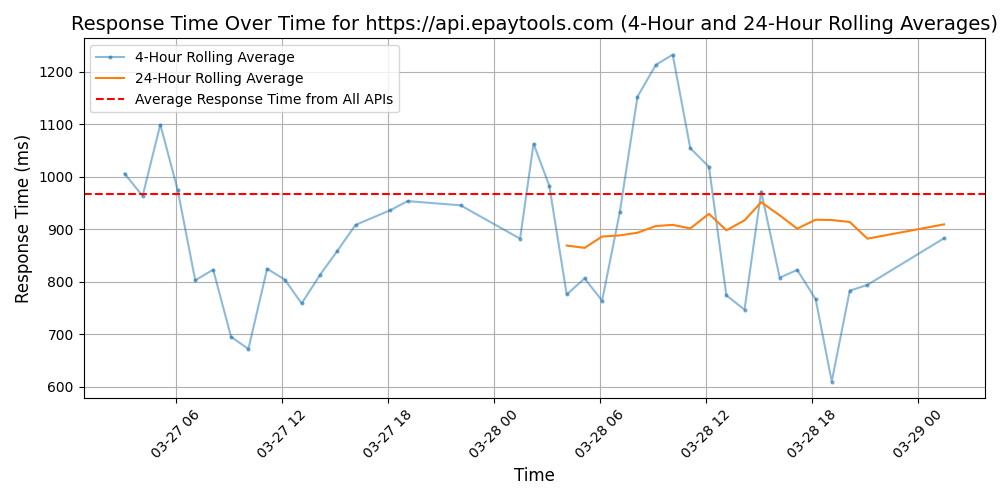 Response Time Over Time for https://api.epaytools.com (4-Hour and 24-Hour Rolling Averages)
4-Hour Rolling Average
24-Hour Rolling Average
Average Response Time from All APIs
Response Time (ms)
1200
1100
1000
900
800
700
600
03-27 06
03-27 12
03-27 18
03-28 00
03-28 06
03-28 12
03-28 18
03-29 00
Time